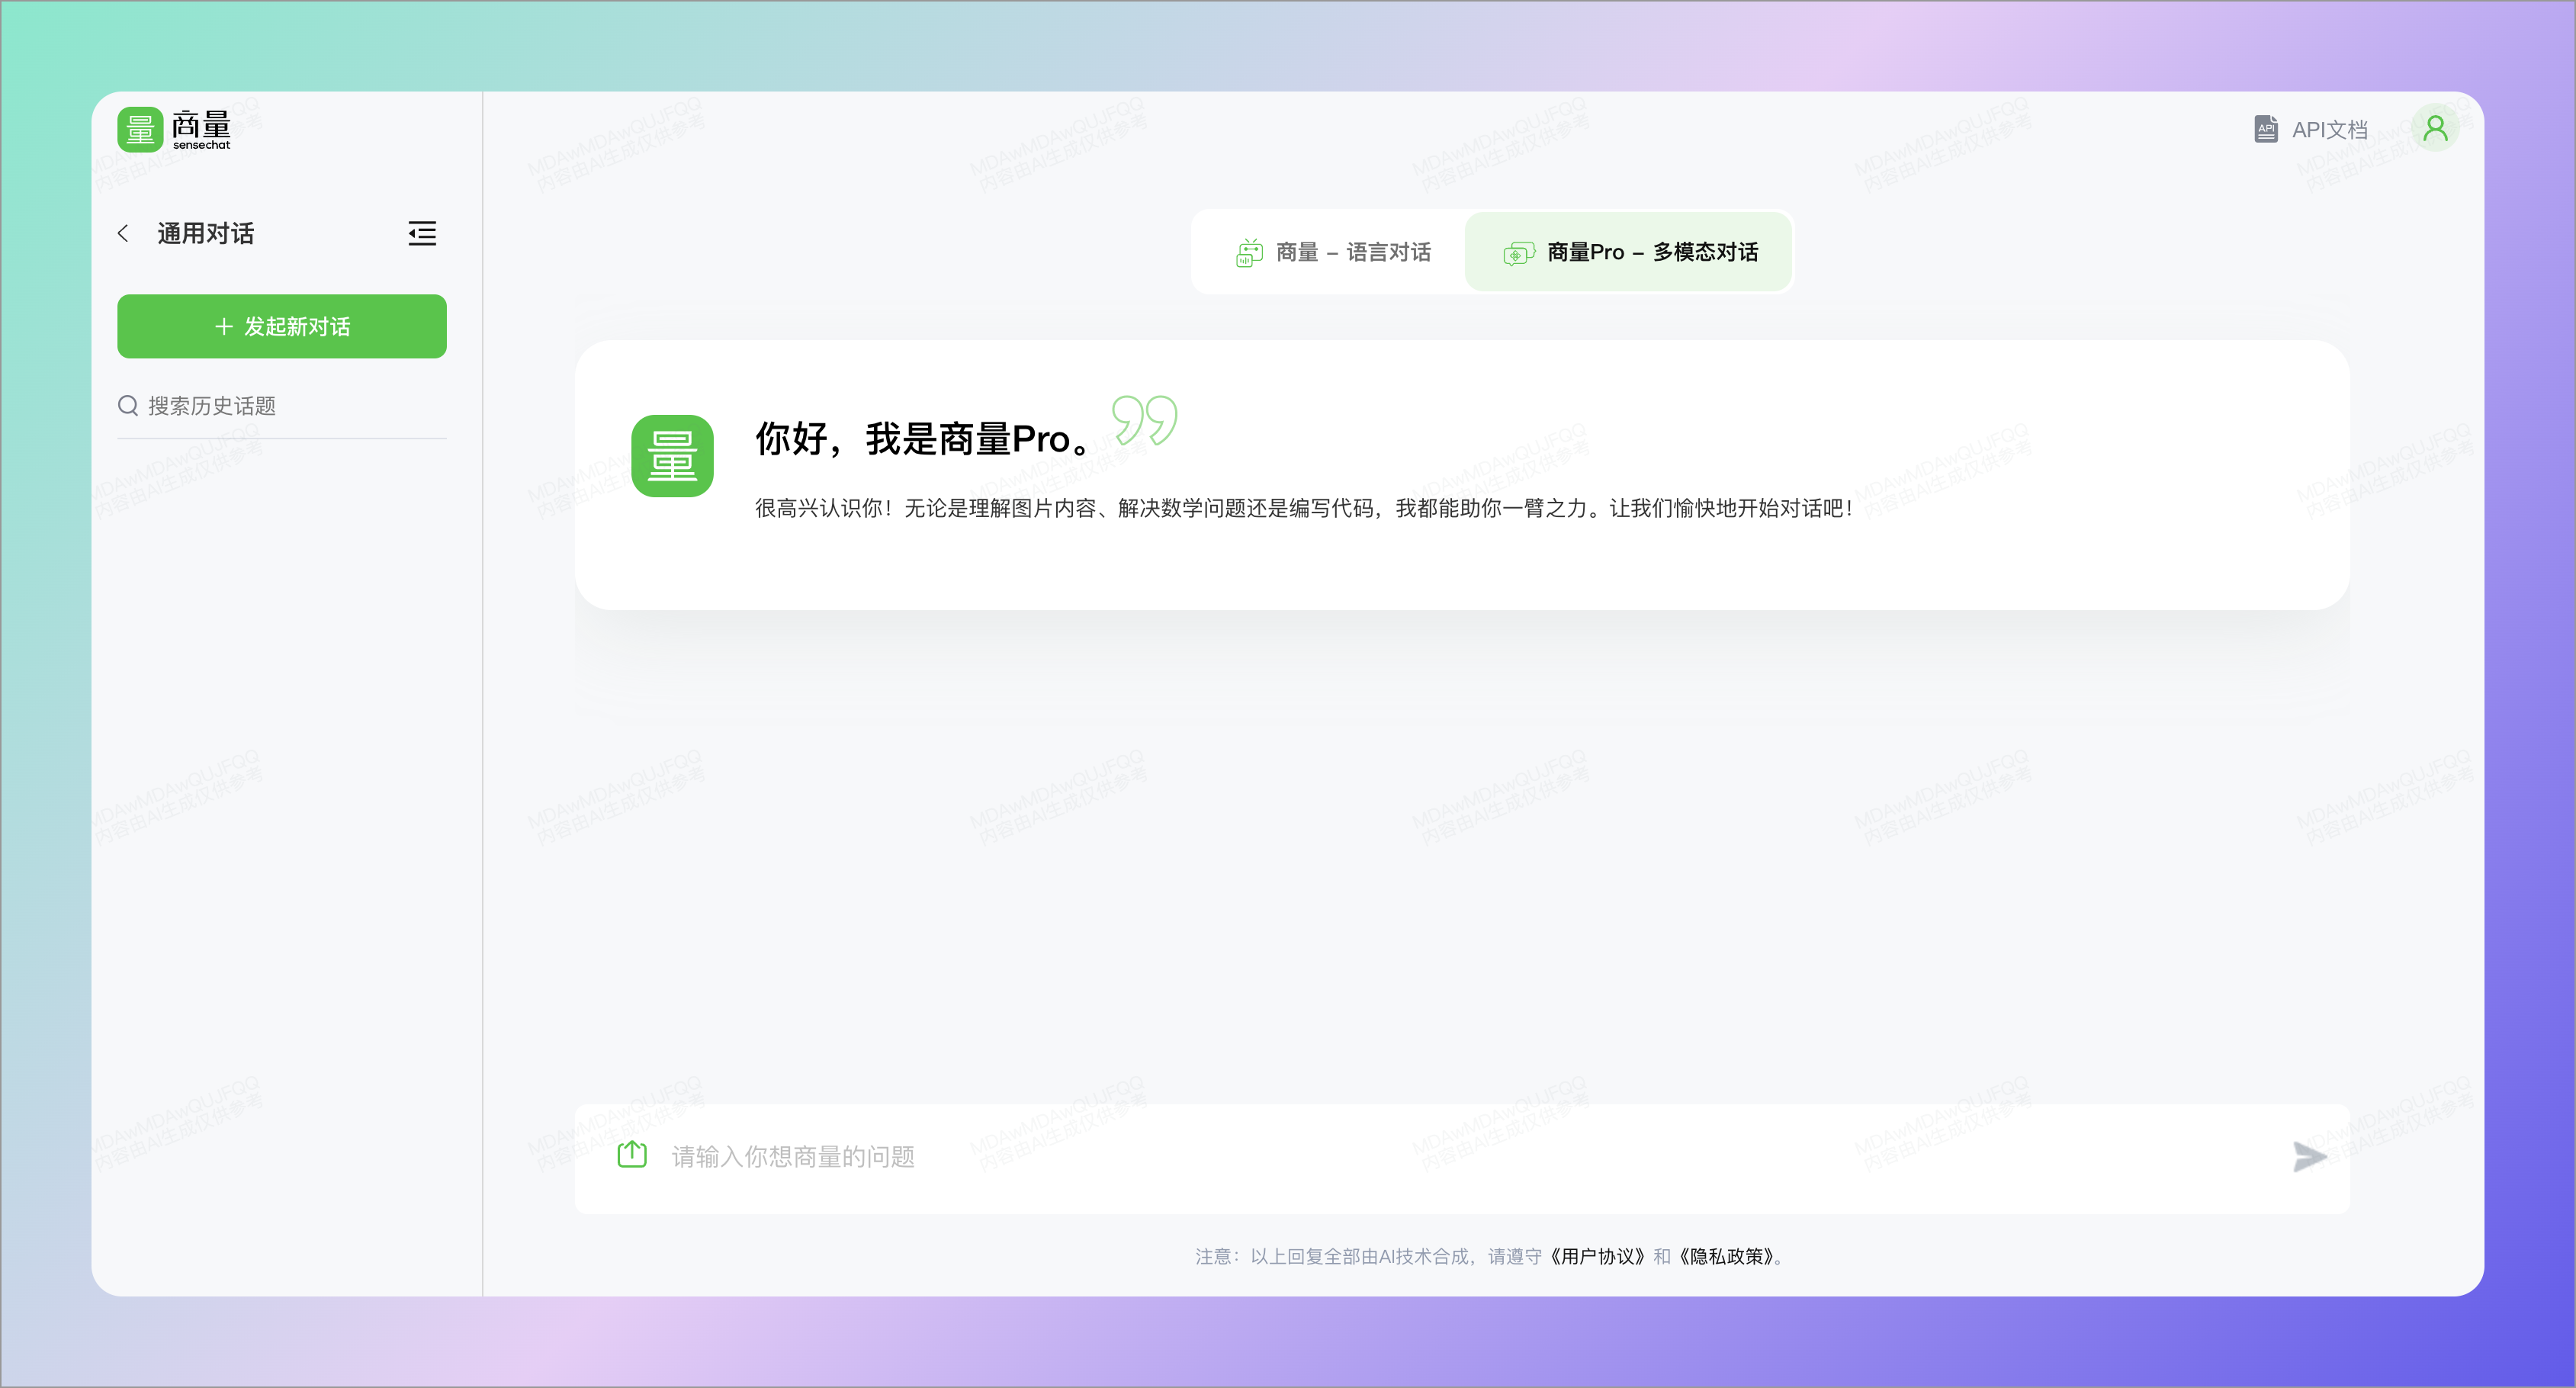 量 商量
sensechat
API API文档
通用对话
商量 – 语言对话
商量Pro – 多模态对话
+ 发起新对话
搜索历史话题
量
你好，我是商量Pro。
很高兴认识你！无论是理解图片内容、解决数学问题还是编写代码，我都能助你一臂之力。让我们愉快地开始对话吧！
请输入你想商量的问题
注意：以上回复全部由AI技术合成，请遵守《用户协议》和《隐私政策》。
MDAwMDAwQUJFQQ
内容由AI生成仅供参考